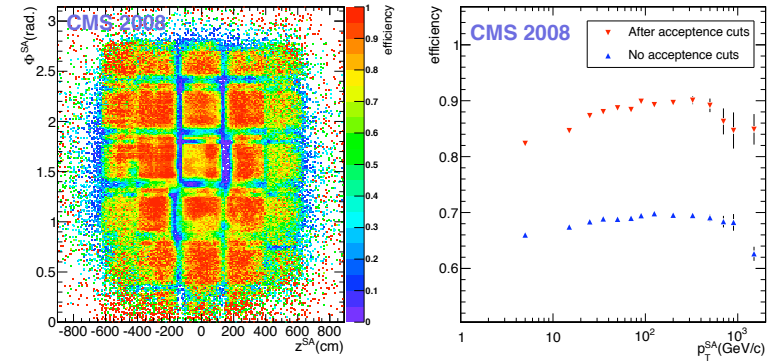 CMS 2008
Φ^SA(rad.)
3
2.5
2
1.5
1
0.5
0
-800 -600 -400 -200 0 200 400 600 800
z^SA(cm)
1
0.9
0.8
0.7
0.6
0.5
0.4
0.3
0.2
0.1
0
efficiency
CMS 2008
After acceptence cuts
No acceptence cuts
efficiency
1
0.9
0.8
0.7
0.6
1 10 10^2 10^3
p_T^SA(GeV/c)